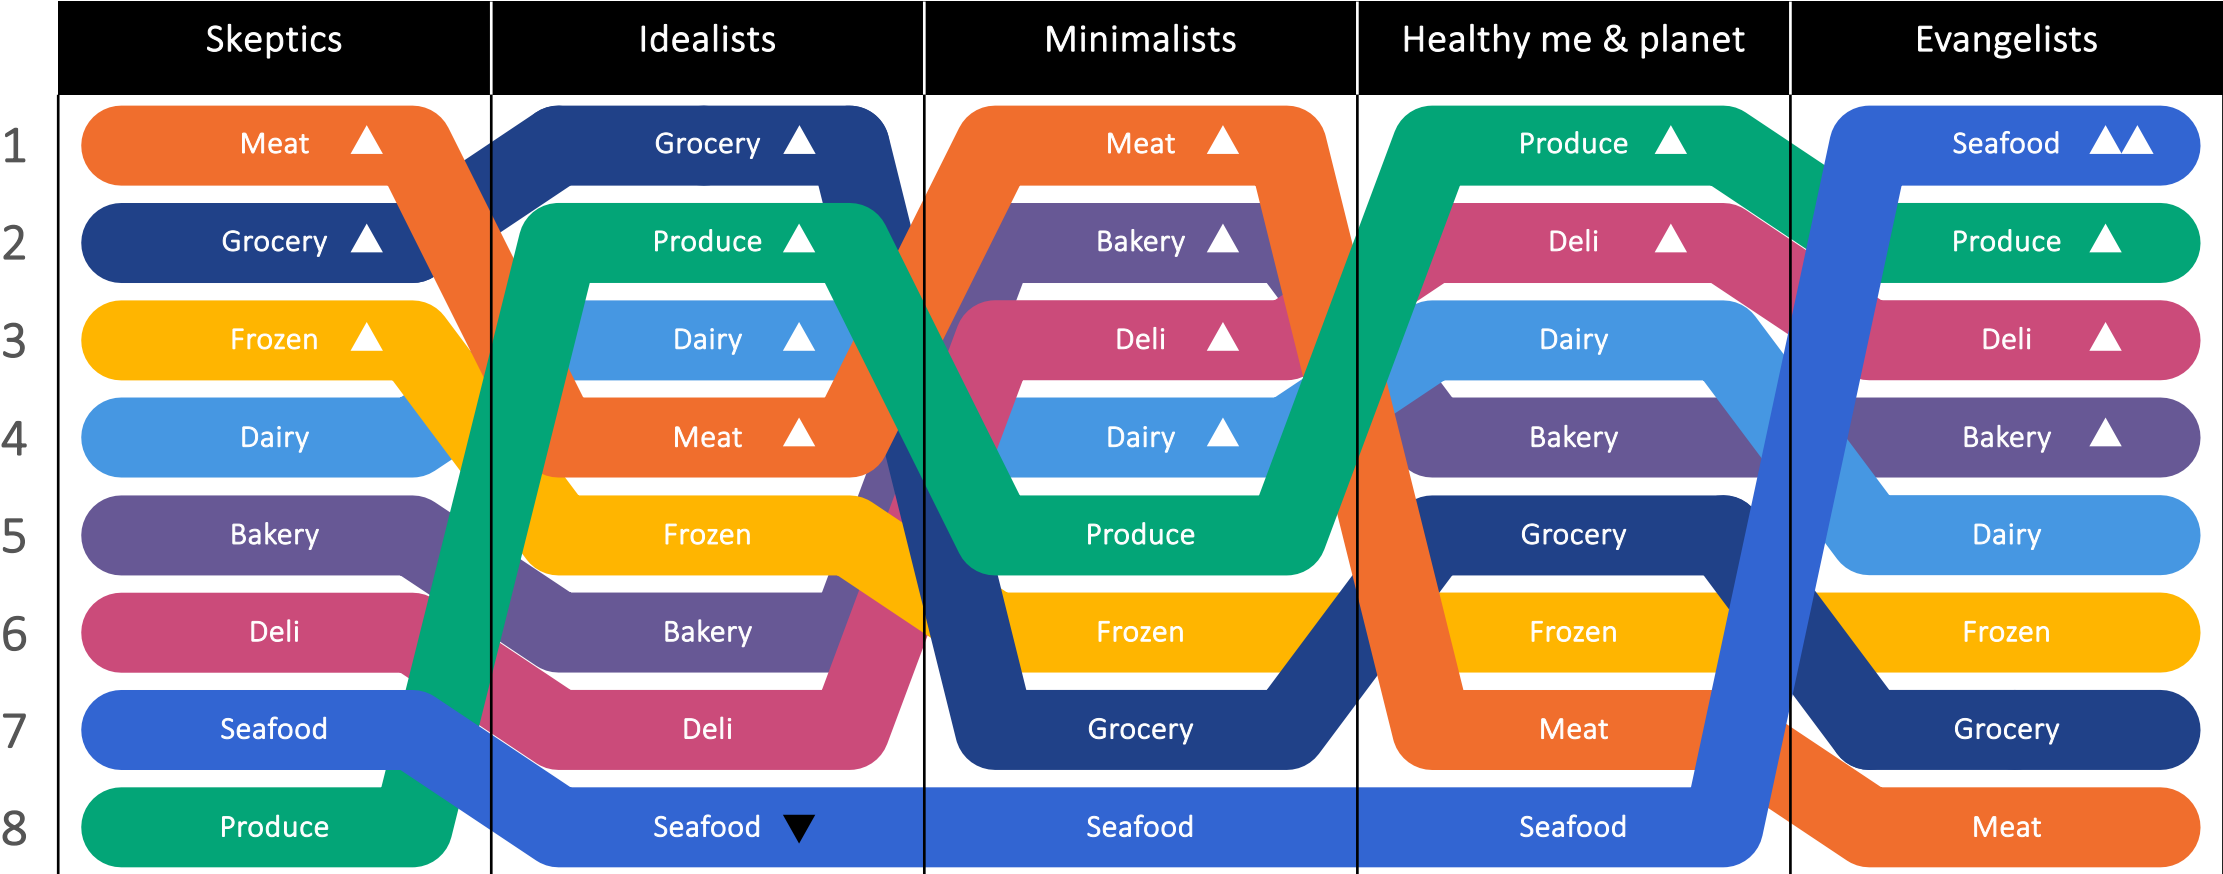 Skeptics Idealists Minimalists Healthy me & planet Evangelists
1 Meat Grocery Meat Produce Seafood
2 Grocery Produce Bakery Deli Produce
3 Frozen Dairy Deli Dairy Deli
4 Dairy Meat Dairy Bakery Bakery
5 Bakery Frozen Produce Grocery Dairy
6 Deli Bakery Frozen Frozen Frozen
7 Seafood Deli Grocery Meat Grocery
8 Produce Seafood Seafood Seafood Meat